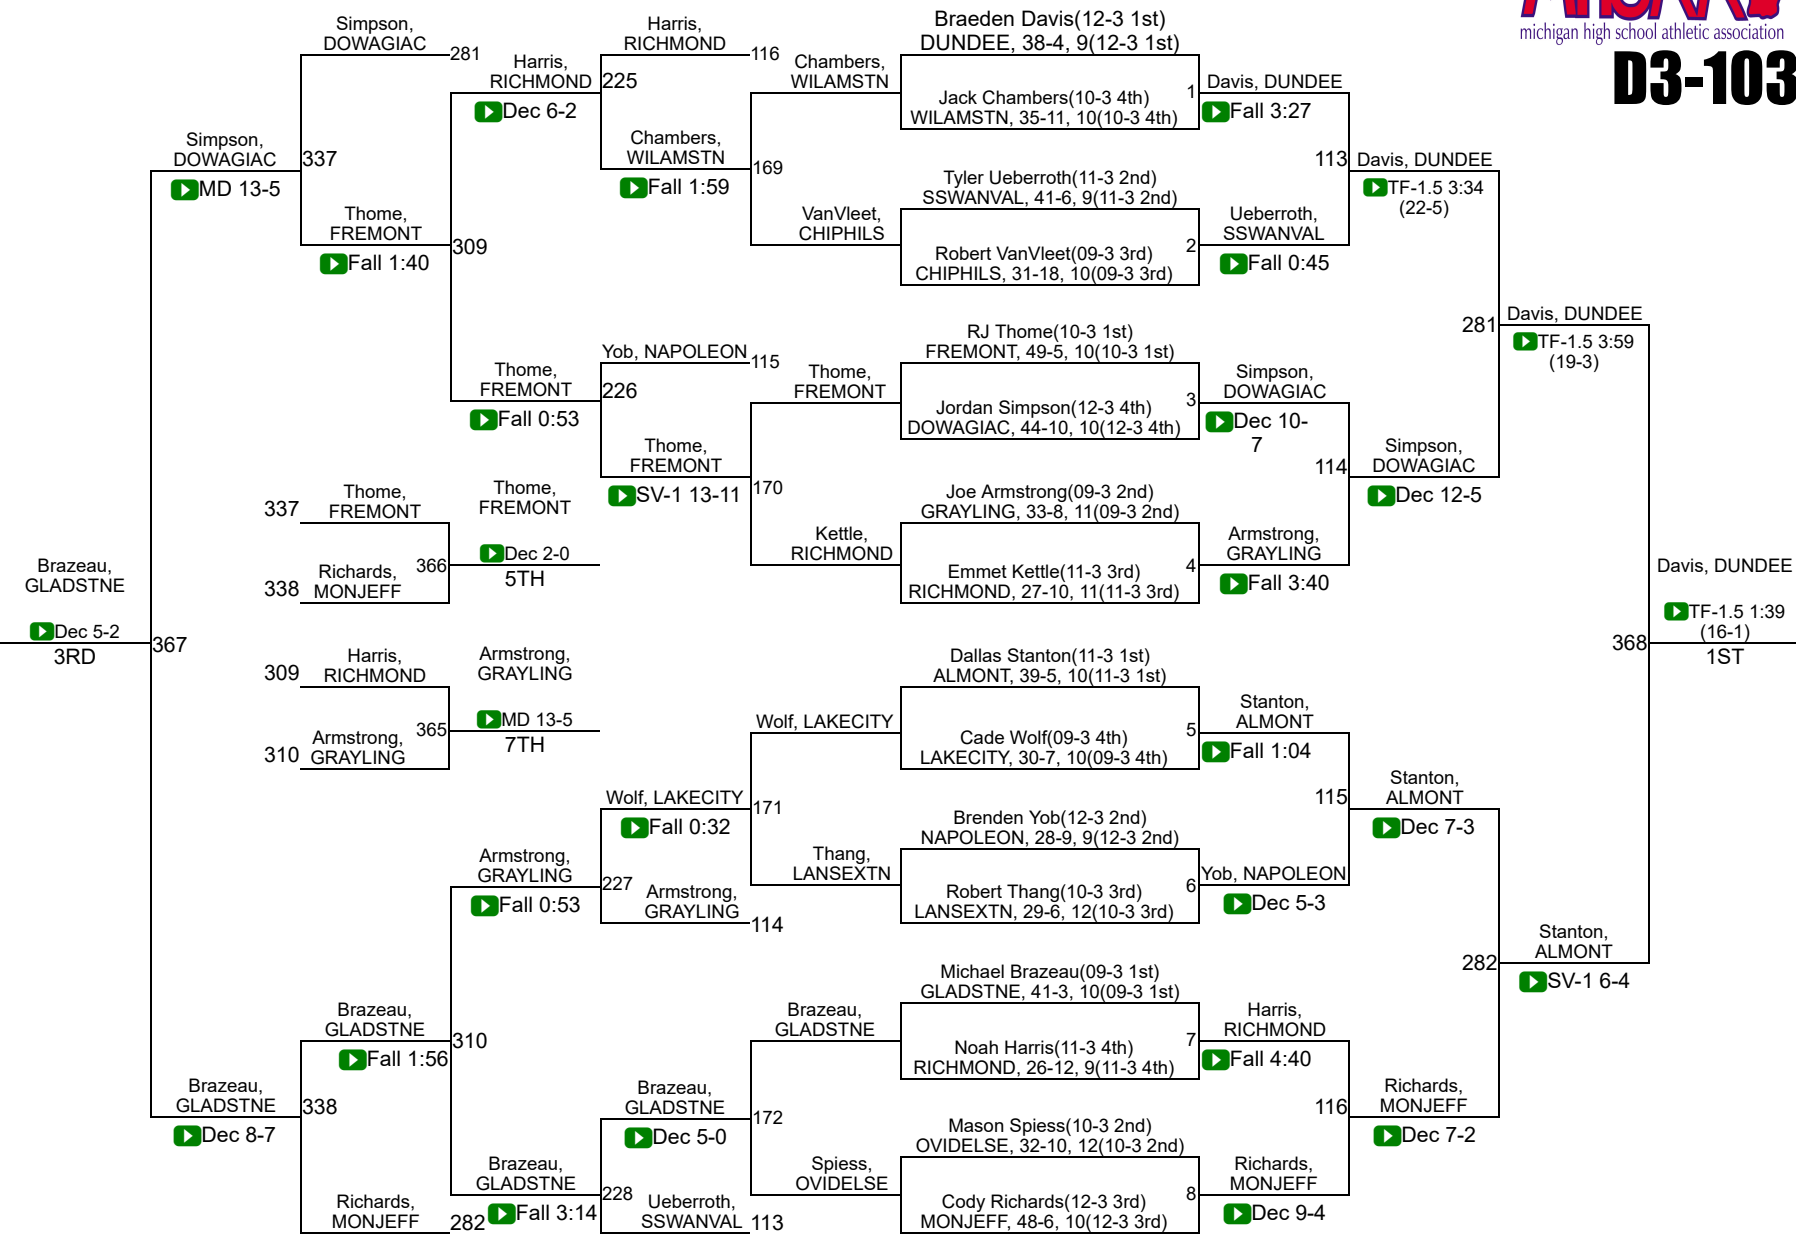 MHSAA
michigan high school athletic association
D3-103
Simpson,
DOWAGIAC
281
Harris,
RICHMOND
Dec 6-2
225
Harris,
RICHMOND
116
Chambers,
WILAMSTN
Fall 1:59
169
Chambers,
WILAMSTN
VanVleet,
CHIPHILS
Simpson,
DOWAGIAC
MD 13-5
337
Thome,
FREMONT
Fall 1:40
309
Thome,
FREMONT
Fall 0:53
226
Yob, NAPOLEON
115
Thome,
FREMONT
SV-1 13-11
170
Thome,
FREMONT
Kettle,
RICHMOND
337
Thome,
FREMONT
338
Richards,
MONJEFF
366
Thome,
FREMONT
Dec 2-0
5TH
Brazeau,
GLADSTNE
Dec 5-2
3RD
367
309
Harris,
RICHMOND
310
Armstrong,
GRAYLING
365
Armstrong,
GRAYLING
MD 13-5
7TH
Wolf, LAKECITY
Thang,
LANSEXTN
171
Wolf, LAKECITY
Fall 0:32
227
Armstrong,
GRAYLING
114
Armstrong,
GRAYLING
Fall 0:53
Brazeau,
GLADSTNE
Fall 1:56
310
Brazeau,
GLADSTNE
Dec 8-7
338
Richards,
MONJEFF
282
Brazeau,
GLADSTNE
Fall 3:14
228
Brazeau,
GLADSTNE
Dec 5-0
172
Ueberroth,
SSWANVAL
113
Brazeau,
GLADSTNE
Spiess,
OVIDELSE
Braeden Davis(12-3 1st)
DUNDEE, 38-4, 9(12-3 1st)
Jack Chambers(10-3 4th)
WILAMSTN, 35-11, 10(10-3 4th)
1
Davis, DUNDEE
Fall 3:27
Tyler Ueberroth(11-3 2nd)
SSWANVAL, 41-6, 9(11-3 2nd)
Robert VanVleet(09-3 3rd)
CHIPHILS, 31-18, 10(09-3 3rd)
2
Ueberroth,
SSWANVAL
Fall 0:45
113
Davis, DUNDEE
TF-1.5 3:34
(22-5)
RJ Thome(10-3 1st)
FREMONT, 49-5, 10(10-3 1st)
Jordan Simpson(12-3 4th)
DOWAGIAC, 44-10, 10(12-3 4th)
3
Simpson,
DOWAGIAC
Dec 10-
7
Joe Armstrong(09-3 2nd)
GRAYLING, 33-8, 11(09-3 2nd)
Emmet Kettle(11-3 3rd)
RICHMOND, 27-10, 11(11-3 3rd)
4
Armstrong,
GRAYLING
Fall 3:40
114
Simpson,
DOWAGIAC
Dec 12-5
281
Davis, DUNDEE
TF-1.5 3:59
(19-3)
Dallas Stanton(11-3 1st)
ALMONT, 39-5, 10(11-3 1st)
Cade Wolf(09-3 4th)
LAKECITY, 30-7, 10(09-3 4th)
5
Stanton,
ALMONT
Fall 1:04
Brenden Yob(12-3 2nd)
NAPOLEON, 28-9, 9(12-3 2nd)
Robert Thang(10-3 3rd)
LANSEXTN, 29-6, 12(10-3 3rd)
6
Yob, NAPOLEON
Dec 5-3
115
Stanton,
ALMONT
Dec 7-3
Michael Brazeau(09-3 1st)
GLADSTNE, 41-3, 10(09-3 1st)
Noah Harris(11-3 4th)
RICHMOND, 26-12, 9(11-3 4th)
7
Harris,
RICHMOND
Fall 4:40
Mason Spiess(10-3 2nd)
OVIDELSE, 32-10, 12(10-3 2nd)
Cody Richards(12-3 3rd)
MONJEFF, 48-6, 10(12-3 3rd)
8
Richards,
MONJEFF
Dec 9-4
116
Richards,
MONJEFF
Dec 7-2
282
Stanton,
ALMONT
SV-1 6-4
368
Davis, DUNDEE
TF-1.5 1:39
(16-1)
1ST